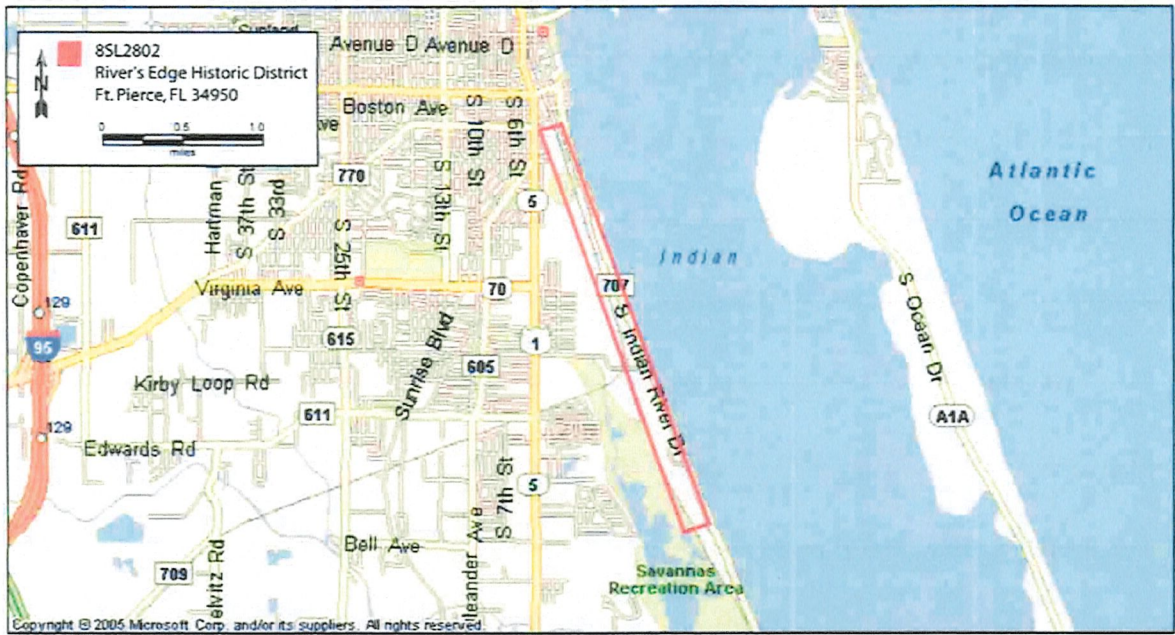 8SL2802
River's Edge Historic District
Ft. Pierce, FL 34950
N
0 0.5 1.0
miles
Avenue D Avenue D
Boston Ave
Ave
S 10th St
S 6th St
S 13th St
770
5
Hartman
S 37th St
S 33rd
S 25th St
611
Copenhaver Rd
Virginia Ave
70
129
95
615
Sunrise Blvd
605
1
Kirby Loop Rd
611
129
Edwards Rd
S 7th St
5
Bell Ave
709
707
S Indian River Dr
Indian
Atlantic
Ocean
S Ocean Dr
A1A
Savannas
Recreation Area
Copyright © 2005 Microsoft Corp. and/or its suppliers. All rights reserved.